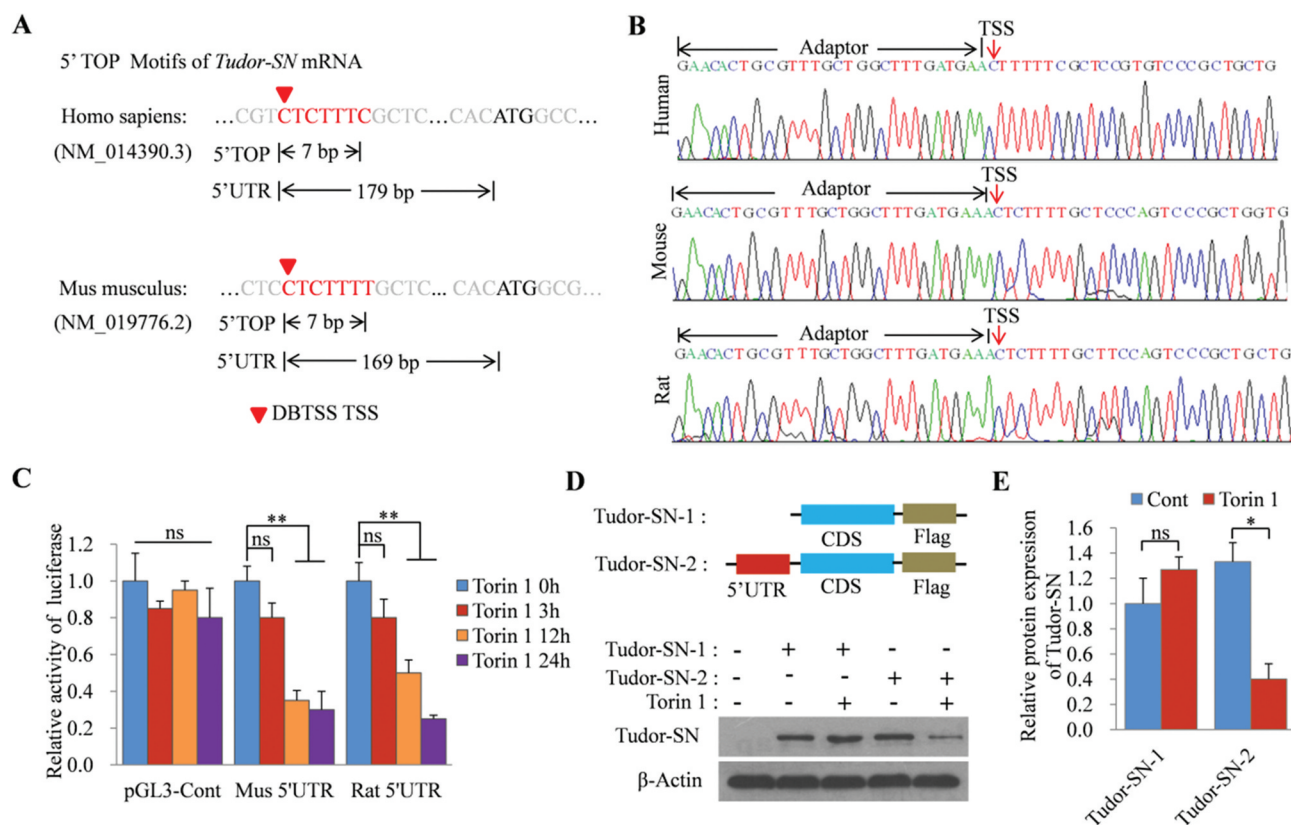 A
5' TOP Motifs of Tudor-SN mRNA
Homo sapiens:
(NM_014390.3)
...CGTCTCTTTCGCTC...CACATGGCC...
5'TOP
7 bp
5'UTR
179 bp
Mus musculus:
(NM_019776.2)
...CTCCTCTTTTGCTC... CACATGGCG...
5'TOP
7 bp
5'UTR
169 bp
DBTSS TSS
B
Human
Adaptor
TSS
GAACACTGCGTTTGCTGGCTTTGATGAACTTTTTCGCTCCGTGTCCCGCTGCTG
Mouse
Adaptor
TSS
GAACACTGCGTTTGCTGGCTTTGATGAAACTCTTTTGCTCCCAGTCCCGCTGGTG
Rat
Adaptor
TSS
GAACACTGCGTTTGCTGGCTTTGATGAAACTCTTTTGCTTCCAGTCCCGCTGCTG
C
Relative activity of luciferase
1.2
1.0
0.8
0.6
0.4
0.2
0
ns
ns
**
ns
**
Torin 1 0h
Torin 1 3h
Torin 1 12h
Torin 1 24h
pGL3-Cont
Mus 5'UTR
Rat 5'UTR
D
Tudor-SN-1 :
CDS
Flag
Tudor-SN-2 :
5'UTR
CDS
Flag
Tudor-SN-1 : - + + - -
Tudor-SN-2 : - - - + +
Torin 1 - - + - +
Tudor-SN
β-Actin
E
Cont
Torin 1
Relative protein expresison
of Tudor-SN
1.6
1.4
1.2
1.0
0.8
0.6
0.4
0.2
0.0
ns
*
Tudor-SN-1
Tudor-SN-2